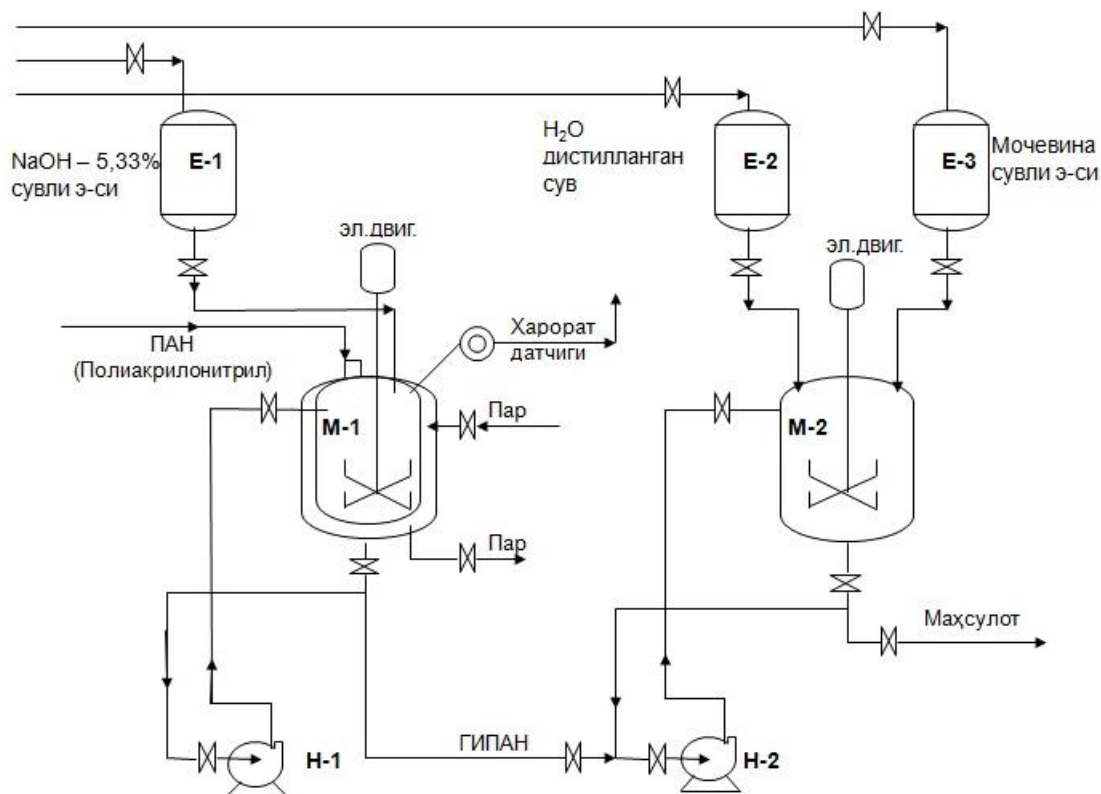 NaOH – 5,33%
сувли э-си
E-1
H₂O
дистилланган
сув
E-2
E-3
Мочевина
сувли э-си
эл.двиг.
эл.двиг.
ПАН
(Полиакрилонитрил)
Харорат
датчиги
M-1
Пар
M-2
Пар
Маҳсулот
ГИПАН
H-1
H-2